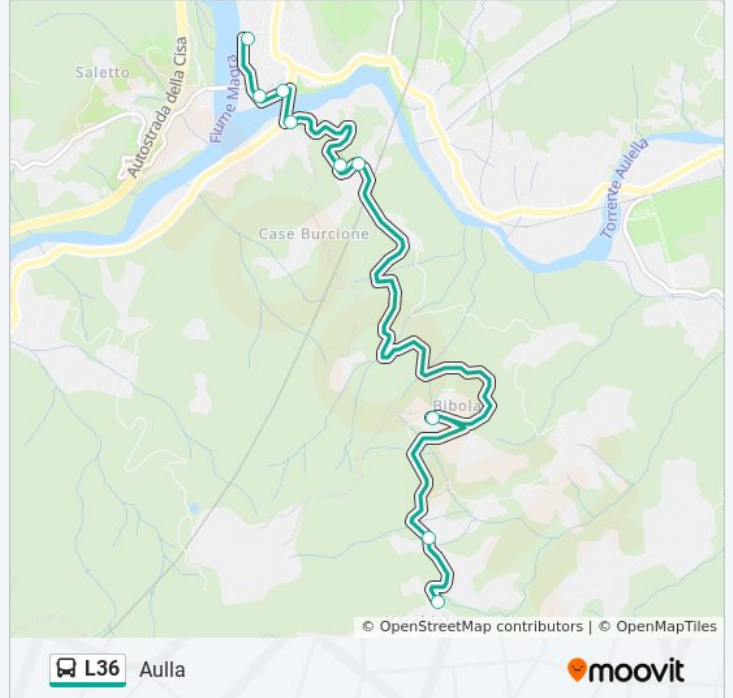 Saletto
Autostrada della Cisa
Fiume Magra
Torrente Aulella
Case Burcione
Bibola
© OpenStreetMap contributors | © OpenMapTiles
L36 Aulla
moovit